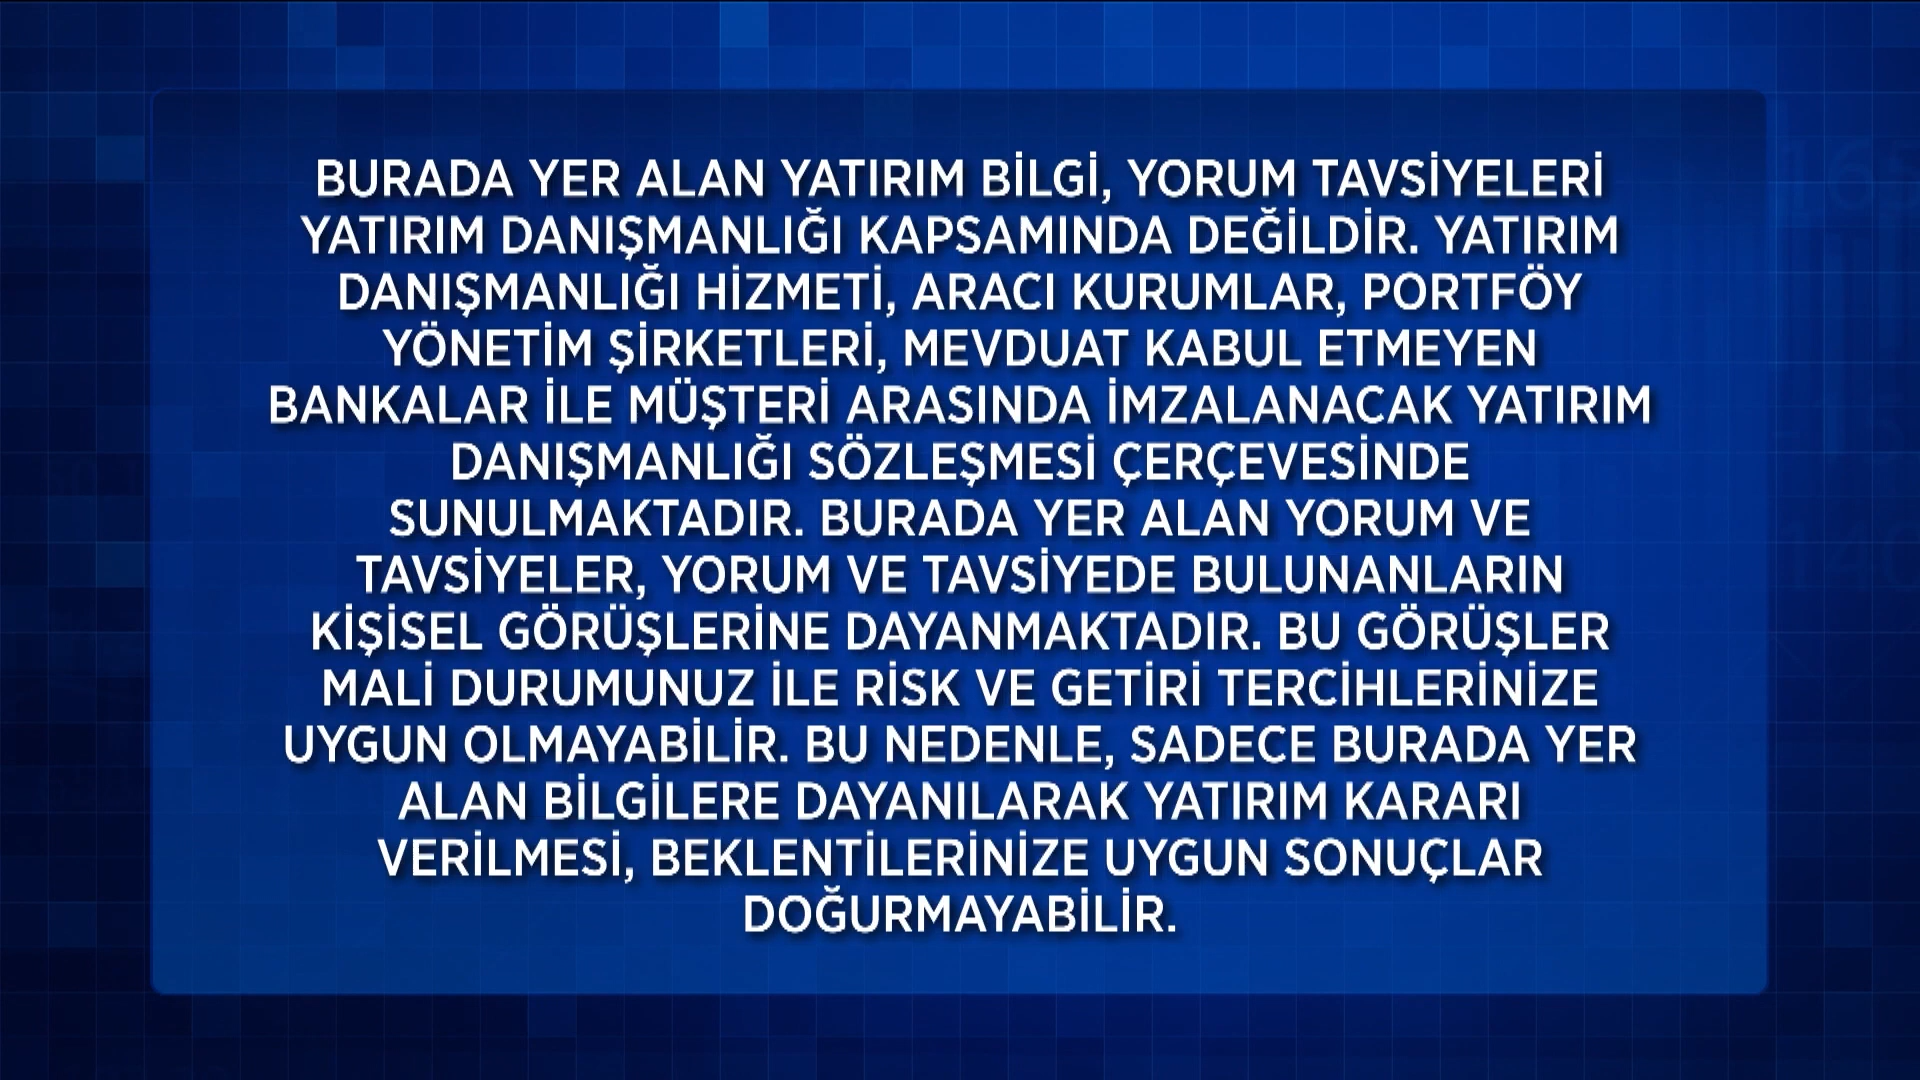 BURADA YER ALAN YATIRIM BİLGİ, YORUM TAVSİYELERİ
YATIRIM DANIŞMANLIĞI KAPSAMINDA DEĞİLDİR. YATIRIM
DANIŞMANLIĞI HİZMETİ, ARACI KURUMLAR, PORTFÖY
YÖNETİM ŞİRKETLERİ, MEVDUAT KABUL ETMEYEN
BANKALAR İLE MÜŞTERİ ARASINDA İMZALANACAK YATIRIM
DANIŞMANLIĞI SÖZLEŞMESİ ÇERÇEVESİNDE
SUNULMAKTADIR. BURADA YER ALAN YORUM VE
TAVSİYELER, YORUM VE TAVSİYEDE BULUNANLARIN
KİŞİSEL GÖRÜŞLERİNE DAYANMAKTADIR. BU GÖRÜŞLER
MALİ DURUMUNUZ İLE RİSK VE GETİRİ TERCİHLERİNİZE
UYGUN OLMAYABİLİR. BU NEDENLE, SADECE BURADA YER
ALAN BİLGİLERE DAYANILARAK YATIRIM KARARI
VERİLMESİ, BEKLENTİLERİNİZE UYGUN SONUÇLAR
DOĞURMAYABİLİR.